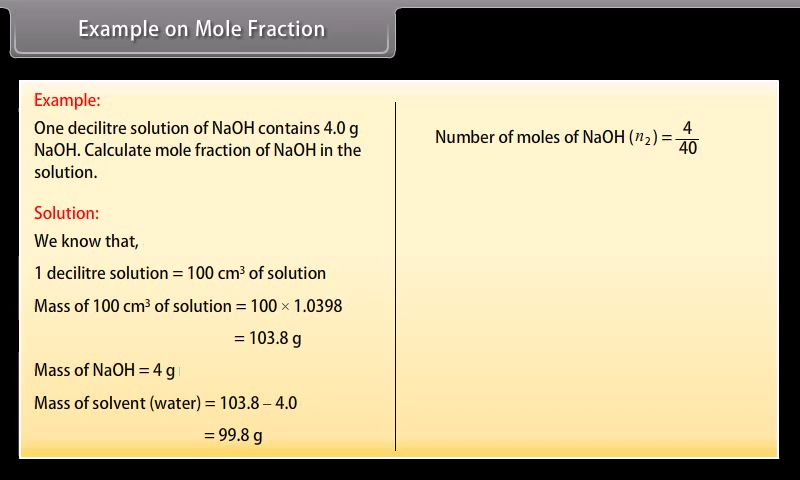 Example on Mole Fraction
Example:
One decilitre solution of NaOH contains 4.0 g
NaOH. Calculate mole fraction of NaOH in the
solution.
Solution:
We know that,
1 decilitre solution = 100 cm³ of solution
Mass of 100 cm³ of solution = 100 × 1.0398
= 103.8 g
Mass of NaOH = 4 g
Mass of solvent (water) = 103.8 – 4.0
= 99.8 g
Number of moles of NaOH (n₂) = 4/40